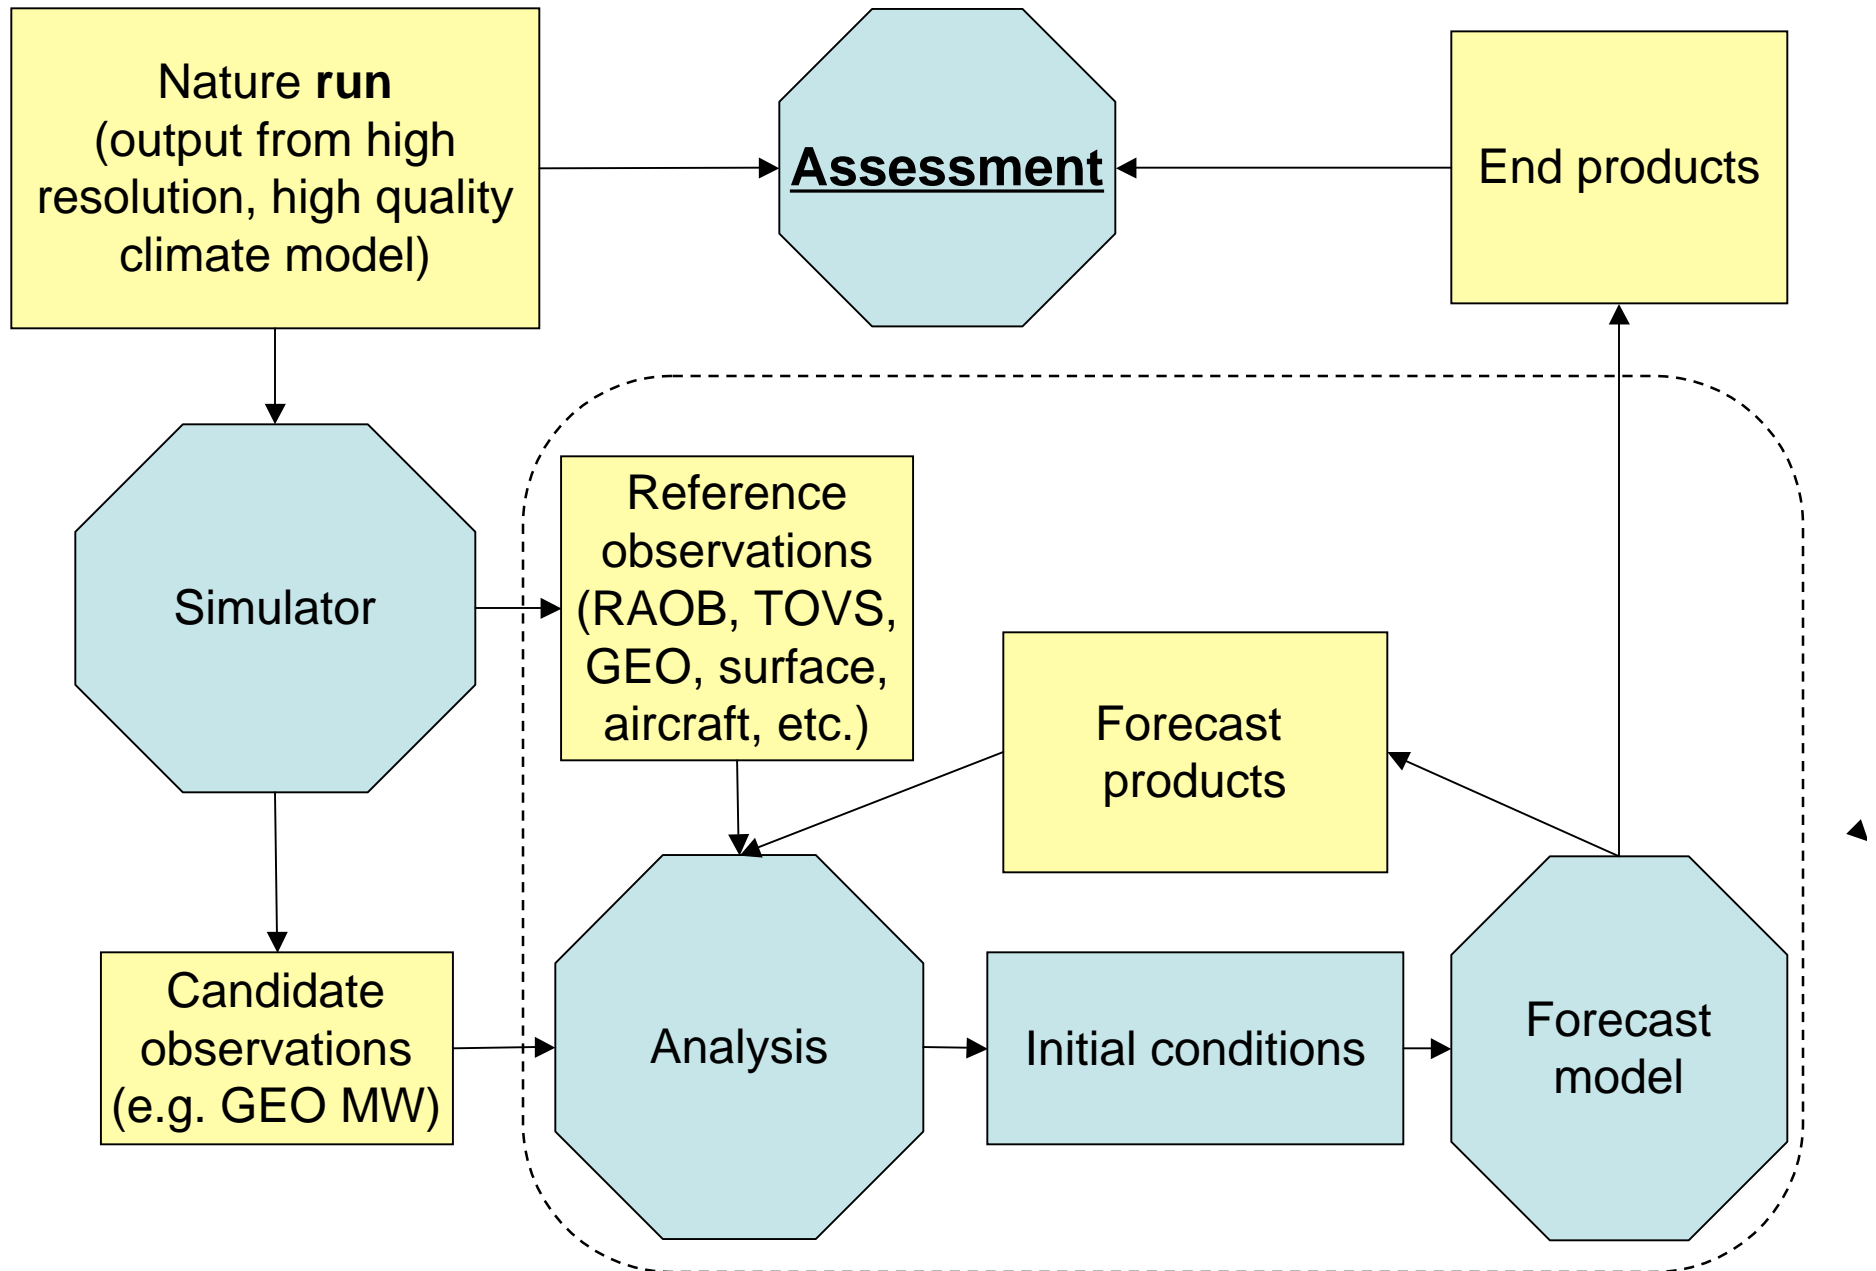 Nature run
(output from high
resolution, high quality
climate model)
Assessment
End products
Simulator
Reference
observations
(RAOB, TOVS,
GEO, surface,
aircraft, etc.)
Forecast
products
Candidate
observations
(e.g. GEO MW)
Analysis
Initial conditions
Forecast
model